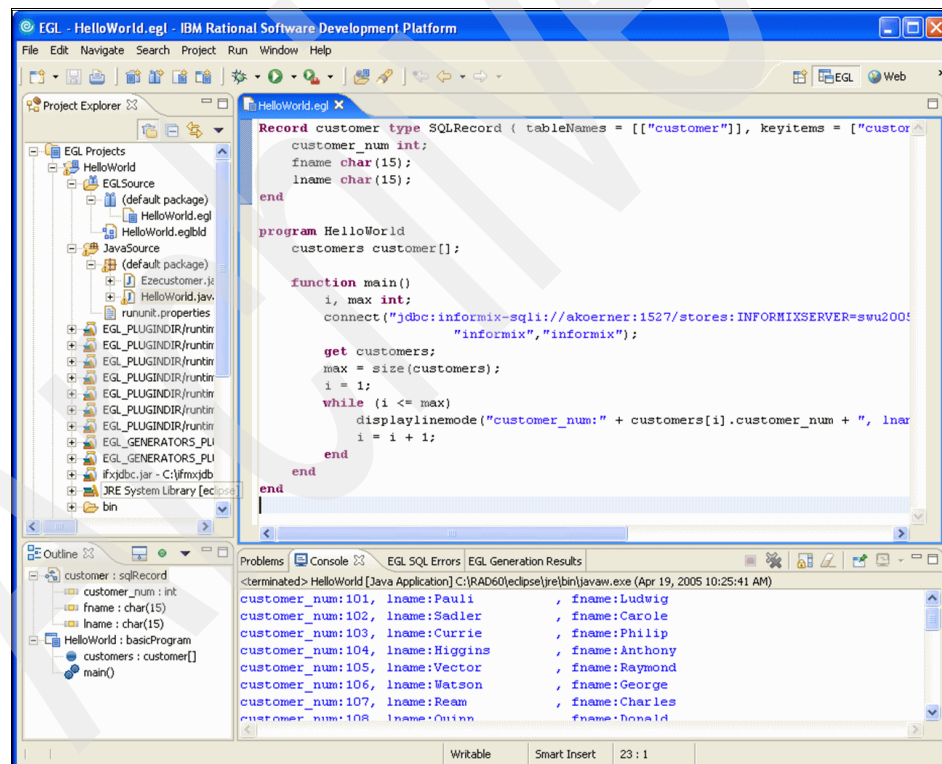 EGL - HelloWorld.egl - IBM Rational Software Development Platform
File Edit Navigate Search Project Run Window Help
EGL Web
Project Explorer
EGL Projects
HelloWorld
EGLSource
(default package)
HelloWorld.egl
HelloWorld.eglbld
JavaSource
(default package)
Ezecustomer.ja
HelloWorld.jav
rununit.properties
EGL_PLUGINDIR/runtim
EGL_PLUGINDIR/runtim
EGL_PLUGINDIR/runtim
EGL_PLUGINDIR/runtim
EGL_PLUGINDIR/runtim
EGL_PLUGINDIR/runtim
EGL_PLUGINDIR/runtim
EGL_GENERATORS_PLU
EGL_GENERATORS_PLU
ifxjdbc.jar - C:\ifmxjdb
JRE System Library [eclipse]
bin
HelloWorld.egl
Record customer type SQLRecord { tableNames = [["customer"]], keyitems = ["custor
customer_num int;
fname char(15);
lname char(15);
end
program HelloWorld
customers customer[];
function main()
i, max int;
connect("jdbc:informix-sqli://akoerner:1527/stores:INFORMIXSERVER=swu2005
"informix","informix");
get customers;
max = size(customers);
i = 1;
while (i <= max)
displaylinemode("customer_num:" + customers[i].customer_num + ", lnam
i = i + 1;
end
end
end
Outline
customer : sqlRecord
customer_num : int
fname : char(15)
lname : char(15)
HelloWorld : basicProgram
customers : customer[]
main()
Problems Console EGL SQL Errors EGL Generation Results
<terminated> HelloWorld [Java Application] C:\RAD60\eclipse\jre\bin\javaw.exe (Apr 19, 2005 10:25:41 AM)
customer_num:101, lname:Pauli , fname:Ludwig
customer_num:102, lname:Sadler , fname:Carole
customer_num:103, lname:Currie , fname:Philip
customer_num:104, lname:Higgins , fname:Anthony
customer_num:105, lname:Vector , fname:Raymond
customer_num:106, lname:Watson , fname:George
customer_num:107, lname:Ream , fname:Charles
customer_num:108, lname:Quinn , fname:Donald
Writable Smart Insert 23 : 1